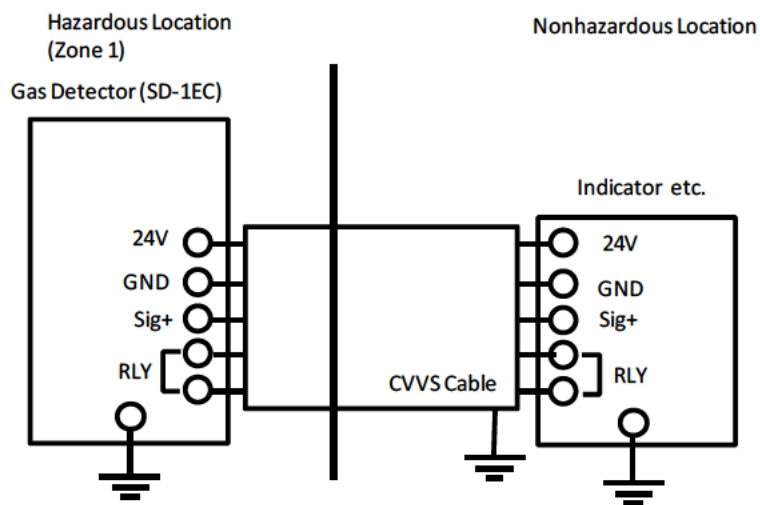 Hazardous Location
(Zone 1)
Nonhazardous Location
Gas Detector (SD-1EC)
Indicator etc.
24V
GND
Sig+
RLY
CVVS Cable
24V
GND
Sig+
RLY